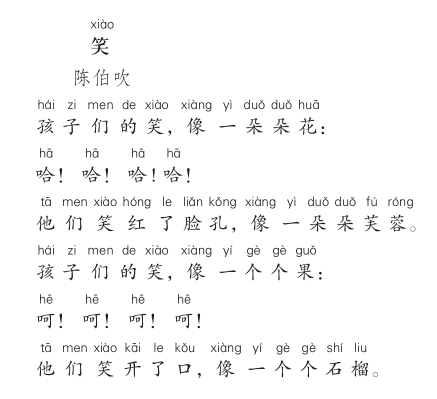 xiào
笑
陈伯吹
hái zi men de xiào xiàng yì duǒ duǒ huā
孩子们的笑，像一朵朵花：
hā hā hā hā
哈！哈！哈！哈！
tā men xiào hóng le liǎn kǒng xiàng yì duǒ duǒ fú róng
他们笑红了脸孔，像一朵朵芙蓉。
hái zi men de xiào xiàng yí gè gè guǒ
孩子们的笑，像一个个果：
hē hē hē hē
呵！呵！呵！呵！
tā men xiào kāi le kǒu xiàng yí gè gè shí liu
他们笑开了口，像一个个石榴。